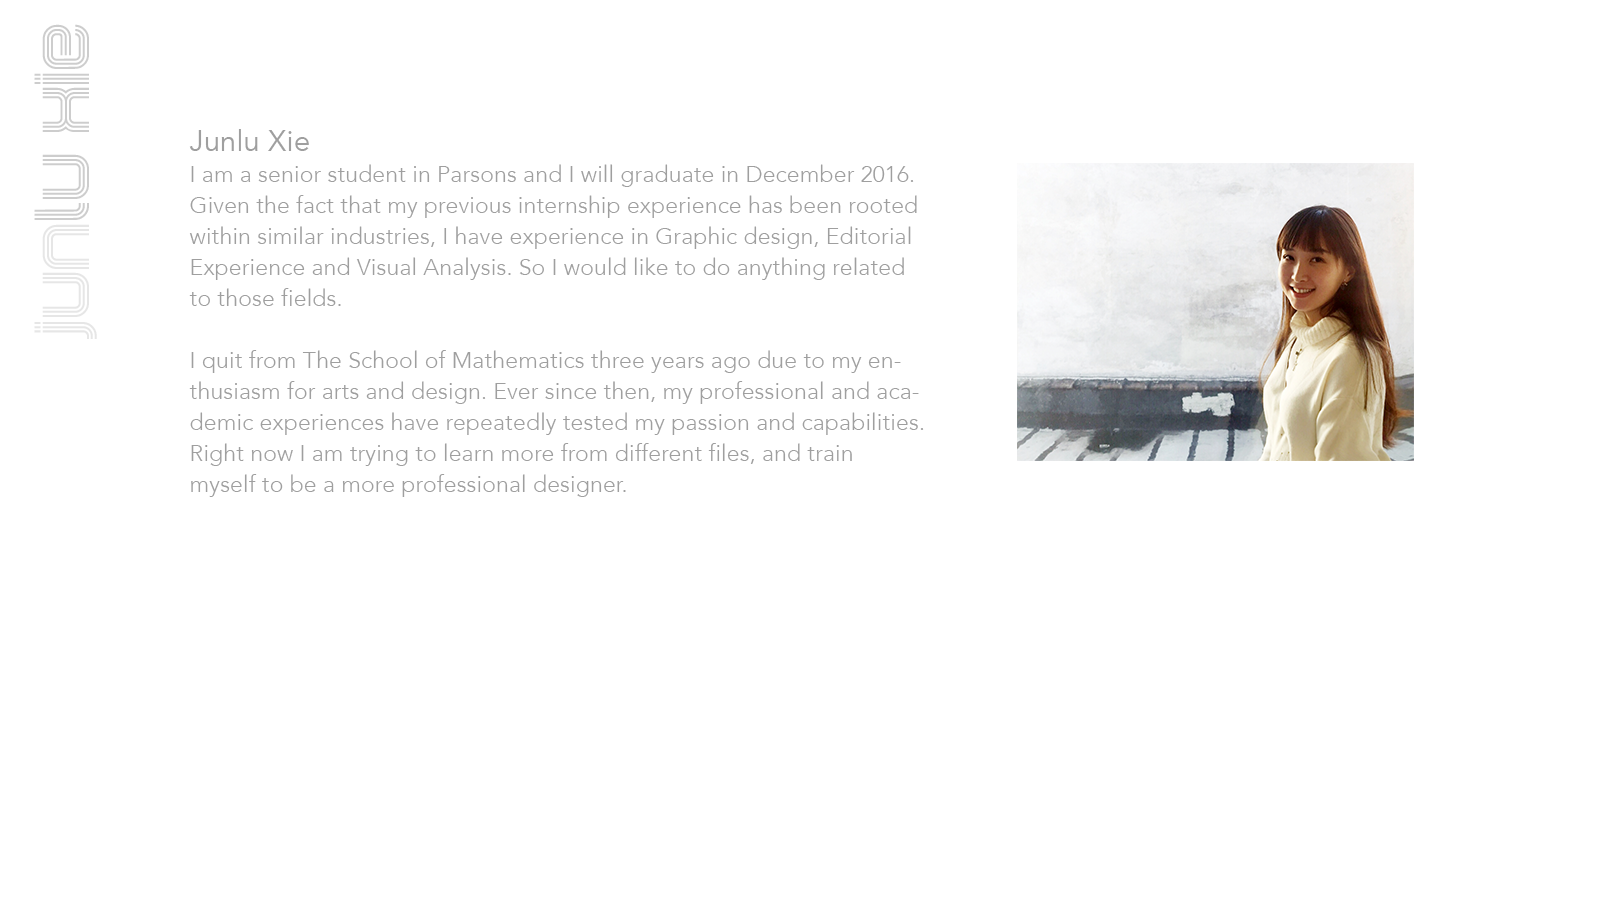 junlu xie
Junlu Xie
I am a senior student in Parsons and I will graduate in December 2016.
Given the fact that my previous internship experience has been rooted
within similar industries, I have experience in Graphic design, Editorial
Experience and Visual Analysis. So I would like to do anything related
to those fields.
I quit from The School of Mathematics three years ago due to my en-
thusiasm for arts and design. Ever since then, my professional and aca-
demic experiences have repeatedly tested my passion and capabilities.
Right now I am trying to learn more from different files, and train
myself to be a more professional designer.